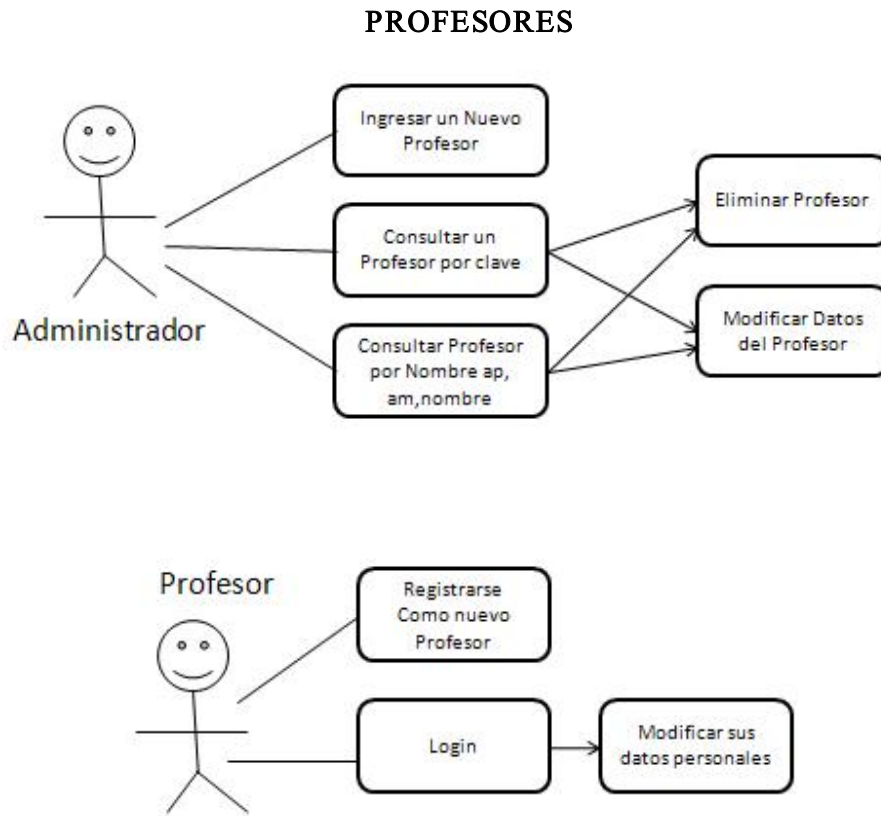 PROFESORES
Ingresar un Nuevo
Profesor
Consultar un
Profesor por clave
Consultar Profesor
por Nombre ap,
am,nombre
Eliminar Profesor
Modificar Datos
del Profesor
Administrador
Profesor
Registrarse
Como nuevo
Profesor
Login
Modificar sus
datos personales